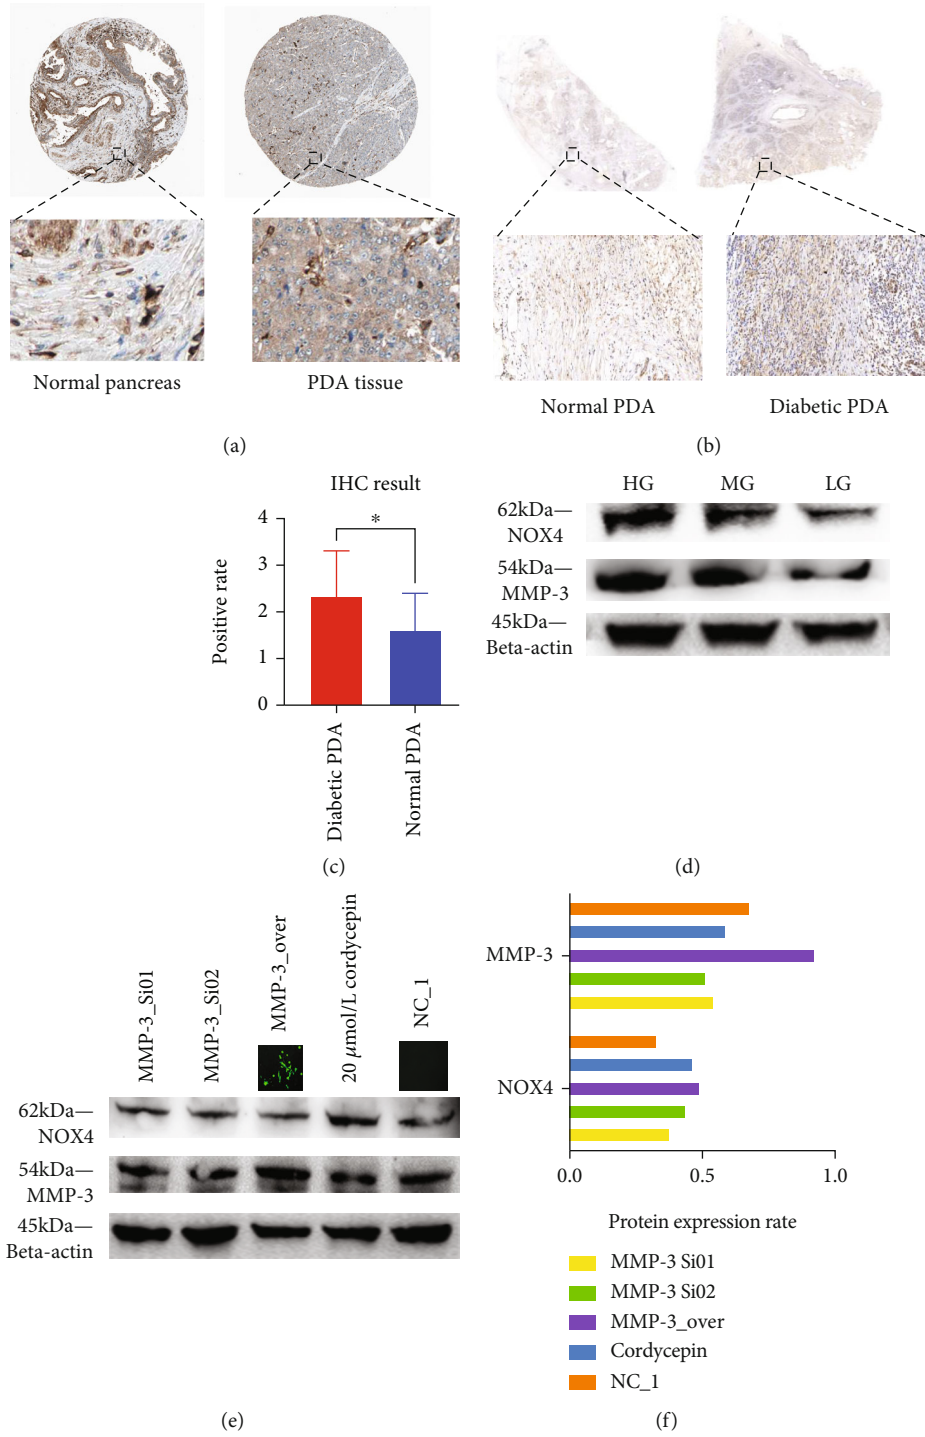 Normal pancreas
PDA tissue
(a)
Normal PDA
Diabetic PDA
(b)
IHC result
*
Positive rate
4
3
2
1
0
Diabetic PDA
Normal PDA
(c)
HG
MG
LG
62kDa—
NOX4
54kDa—
MMP-3
45kDa—
Beta-actin
(d)
MMP-3_Si01
MMP-3_Si02
MMP-3_over
20 μmol/L cordycepin
NC_1
62kDa—
NOX4
54kDa—
MMP-3
45kDa—
Beta-actin
(e)
MMP-3
NOX4
0.0
0.5
1.0
Protein expression rate
MMP-3 Si01
MMP-3 Si02
MMP-3_over
Cordycepin
NC_1
(f)